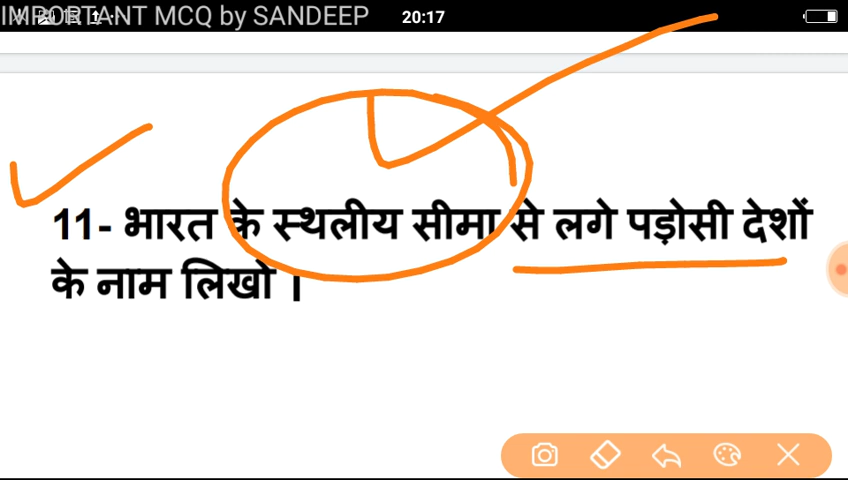 IMPORTANT MCQ by SANDEEP
20:17
11- भारत के स्थलीय सीमा से लगे पड़ोसी देशों
के नाम लिखो ।